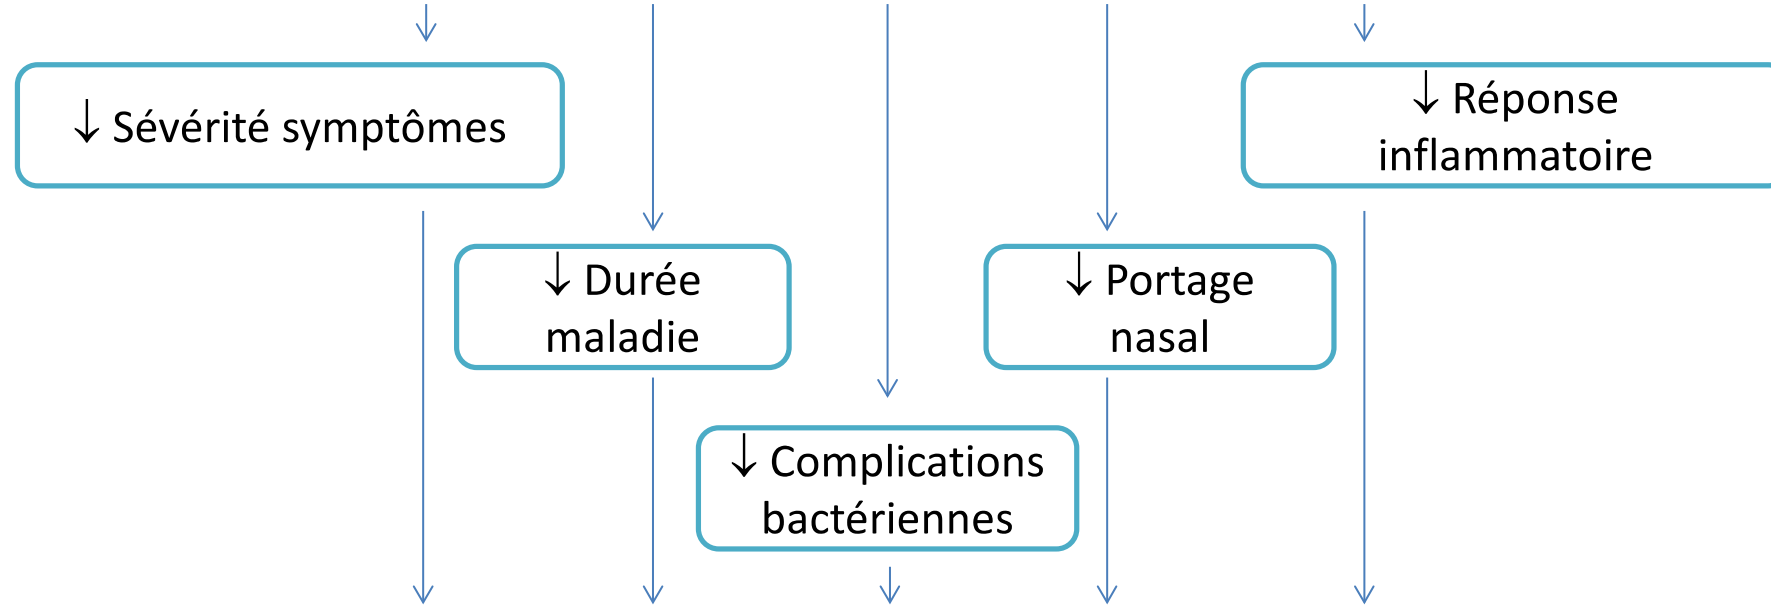 ↓ Sévérité symptômes
↓ Réponse
inflammatoire
↓ Durée
maladie
↓ Portage
nasal
↓ Complications
bactériennes